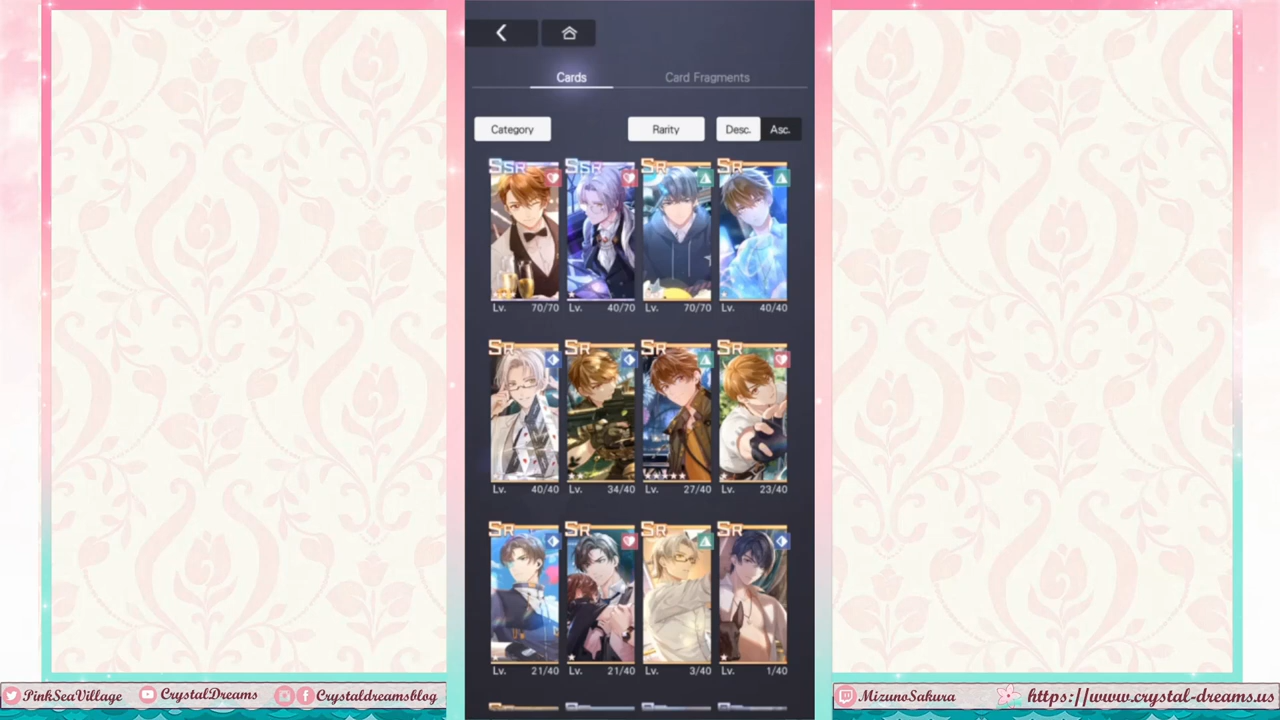 Cards Card Fragments
Category Rarity Desc. Asc.
SSR SSR SR SR
Lv. 70/70 Lv. 40/70 Lv. 70/70 Lv. 40/40
SR SR SR SR
Lv. 40/40 Lv. 34/40 Lv. 27/40 Lv. 23/40
SR SR SR SR
Lv. 21/40 Lv. 21/40 Lv. 3/40 Lv. 1/40
PinkSeaVillage CrystalDreams Crystaldreamsblog MizunoSakura https://www.crystal-dreams.us